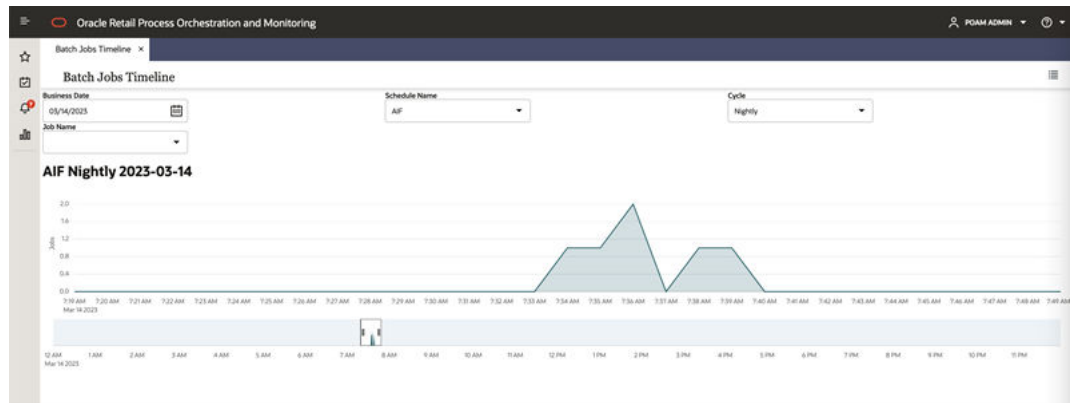 Oracle Retail Process Orchestration and Monitoring
POAM ADMIN
Batch Jobs Timeline ×
Batch Jobs Timeline
Business Date Schedule Name Cycle
03/14/2023 AIF Nightly
Job Name
AIF Nightly 2023-03-14
2.0
1.6
1.2
0.8
0.4
0.0
Jobs
7:19 AM 7:20 AM 7:21 AM 7:22 AM 7:23 AM 7:24 AM 7:25 AM 7:26 AM 7:27 AM 7:28 AM 7:29 AM 7:30 AM 7:31 AM 7:32 AM 7:33 AM 7:34 AM 7:35 AM 7:36 AM 7:37 AM 7:38 AM 7:39 AM 7:40 AM 7:41 AM 7:42 AM 7:43 AM 7:44 AM 7:45 AM 7:46 AM 7:47 AM 7:48 AM 7:49 AM
Mar 14 2023
12 AM 1 AM 2 AM 3 AM 4 AM 5 AM 6 AM 7 AM 8 AM 9 AM 10 AM 11 AM 12 PM 1 PM 2 PM 3 PM 4 PM 5 PM 6 PM 7 PM 8 PM 9 PM 10 PM 11 PM
Mar 14 2023